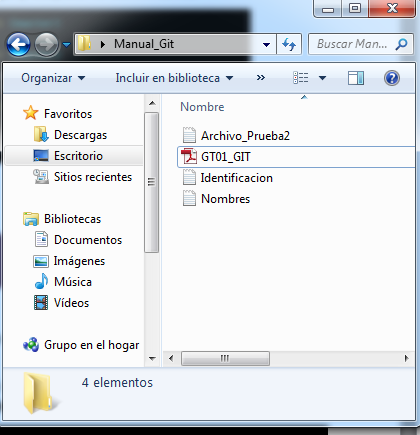 Manual_Git
Buscar Man...
Organizar
Incluir en biblioteca
»
Favoritos
Descargas
Escritorio
Sitios recientes
Bibliotecas
Documentos
Imágenes
Música
Vídeos
Grupo en el hogar
Nombre
Archivo_Prueba2
GT01_GIT
Identificacion
Nombres
4 elementos